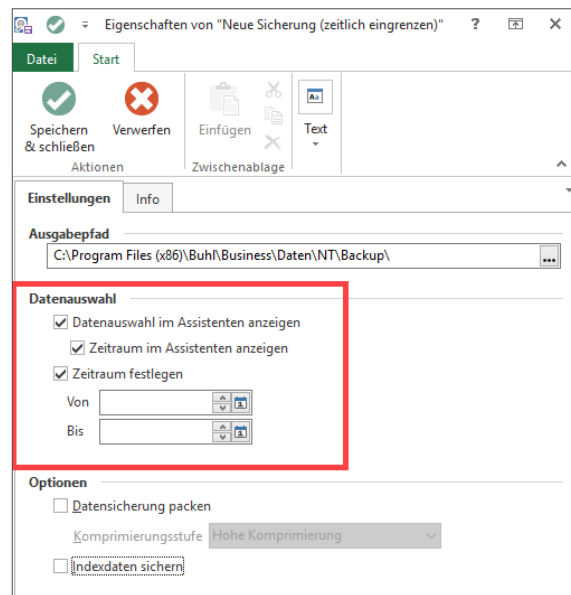 Eigenschaften von "Neue Sicherung (zeitlich eingrenzen)" ?
Datei Start
Speichern & schließen
Verwerfen
Einfügen
Text
Aktionen Zwischenablage
Einstellungen Info
Ausgabepfad
C:\Program Files (x86)\Buhl\Business\Daten\NT\Backup\ ...
Datenauswahl
Datenauswahl im Assistenten anzeigen
Zeitraum im Assistenten anzeigen
Zeitraum festlegen
Von
Bis
Optionen
Datensicherung packen
Komprimierungsstufe Hohe Komprimierung
Indexdaten sichern